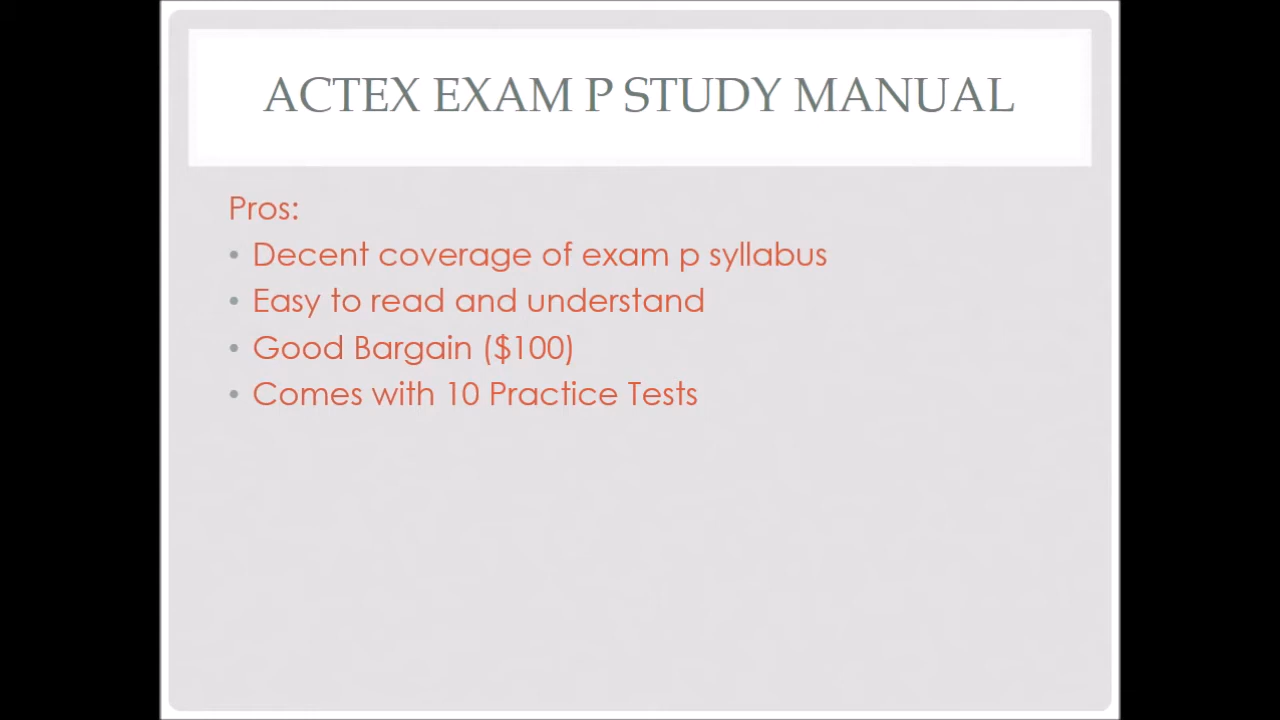 ACTEX EXAM P STUDY MANUAL
Pros:
• Decent coverage of exam p syllabus
• Easy to read and understand
• Good Bargain ($100)
• Comes with 10 Practice Tests